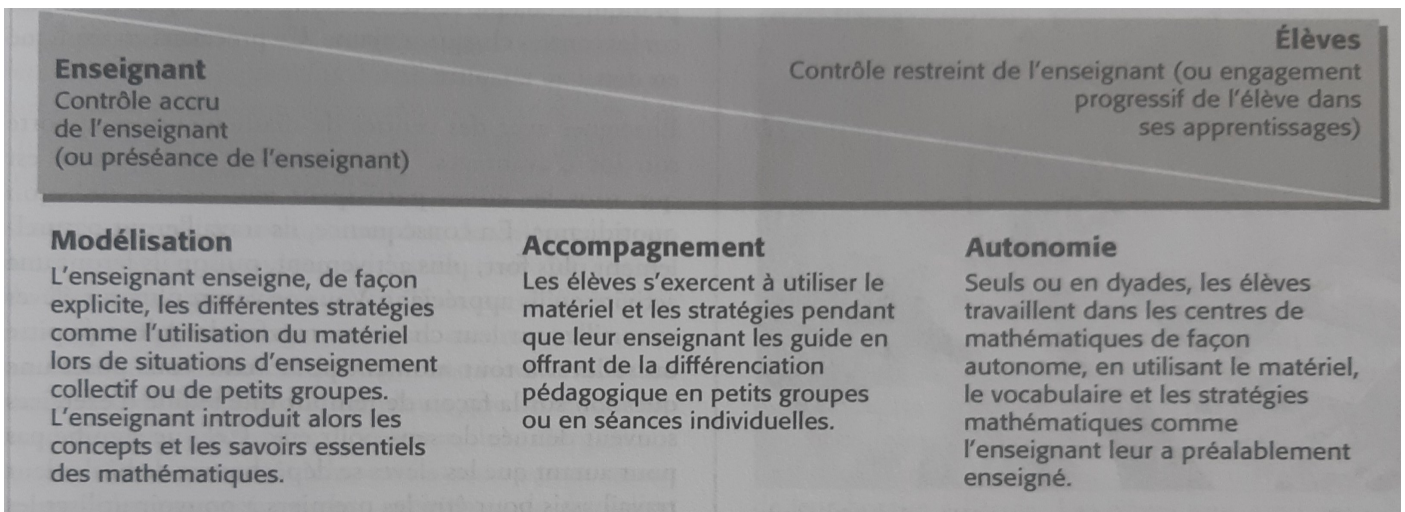 Enseignant
Contrôle accru
de l'enseignant
(ou préséance de l'enseignant)
Élèves
Contrôle restreint de l'enseignant (ou engagement
progressif de l'élève dans
ses apprentissages)
Modélisation
L'enseignant enseigne, de façon
explicite, les différentes stratégies
comme l'utilisation du matériel
lors de situations d'enseignement
collectif ou de petits groupes.
L'enseignant introduit alors les
concepts et les savoirs essentiels
des mathématiques.
Accompagnement
Les élèves s'exercent à utiliser le
matériel et les stratégies pendant
que leur enseignant les guide en
offrant de la différenciation
pédagogique en petits groupes
ou en séances individuelles.
Autonomie
Seuls ou en dyades, les élèves
travaillent dans les centres de
mathématiques de façon
autonome, en utilisant le matériel,
le vocabulaire et les stratégies
mathématiques comme
l'enseignant leur a préalablement
enseigné.